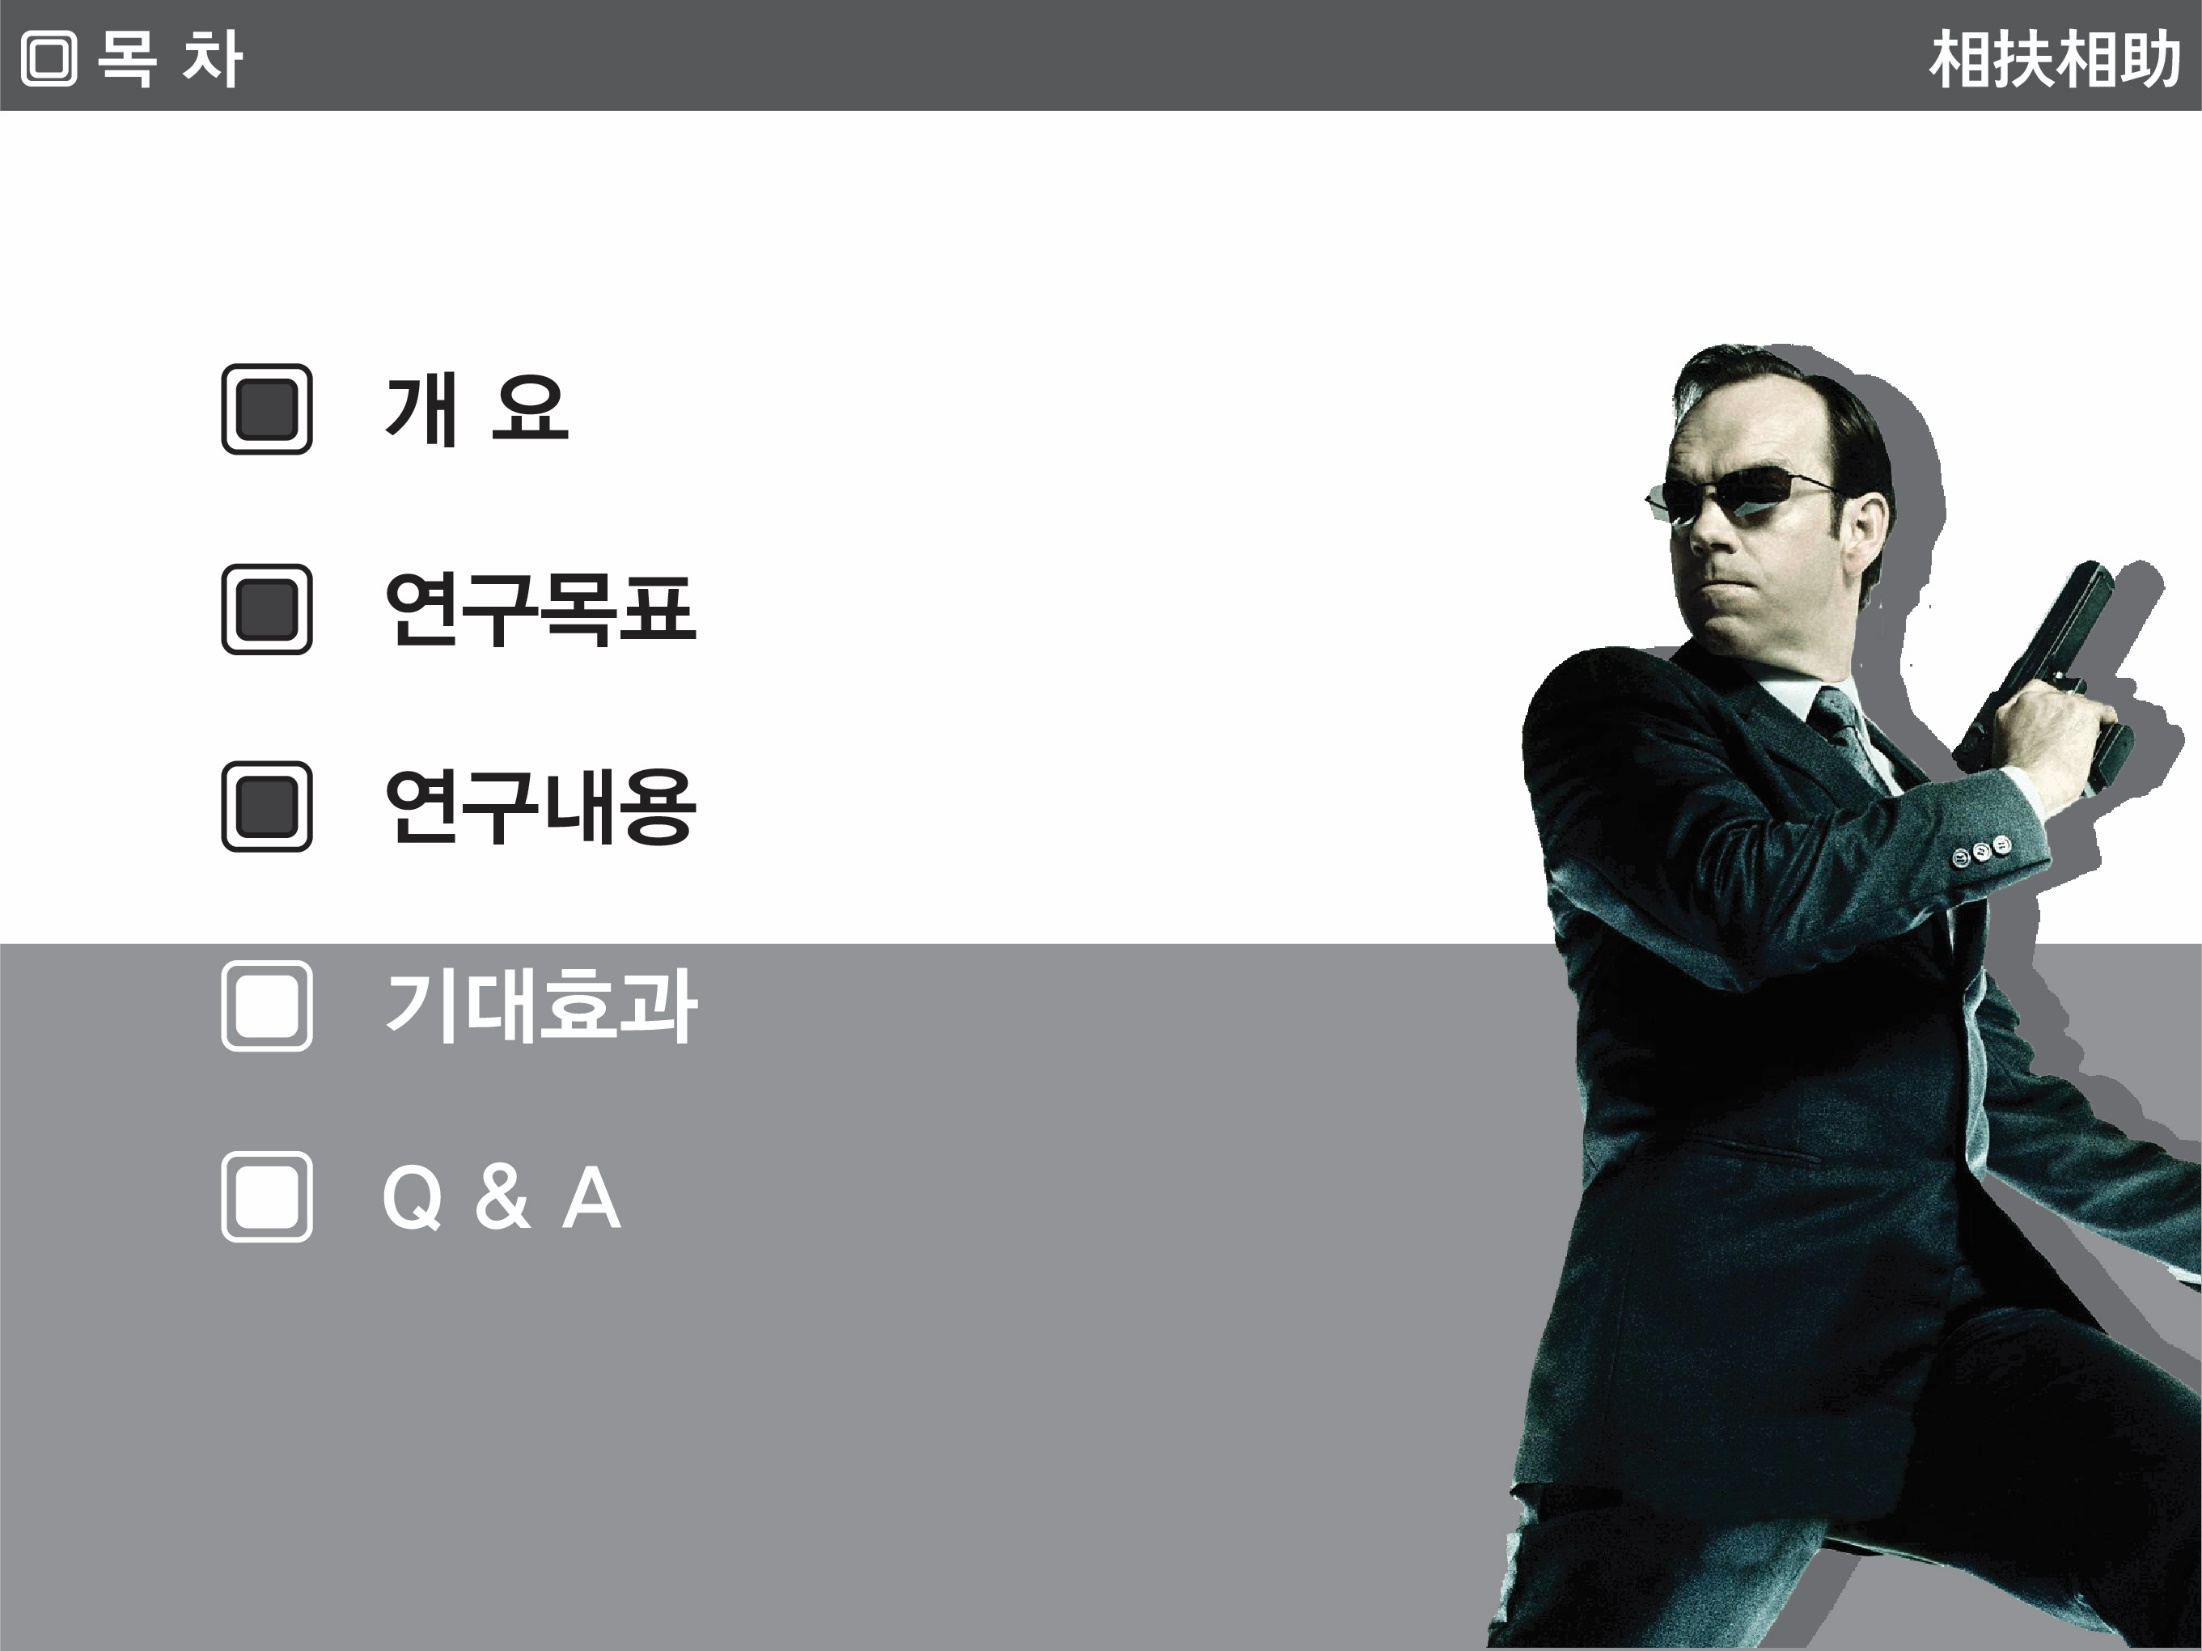 목 차
相扶相助
개 요
연구목표
연구내용
기대효과
Q & A